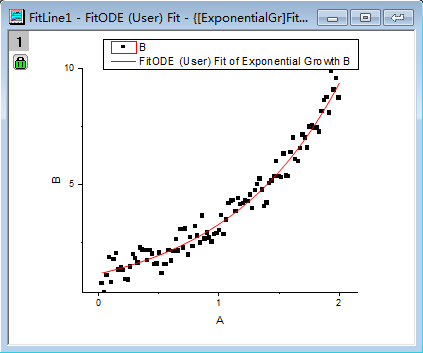 FitLine1 - FitODE (User) Fit - {[ExponentialGr]Fit...
1
B
FitODE (User) Fit of Exponential Growth B
10
5
B
0
1
2
A